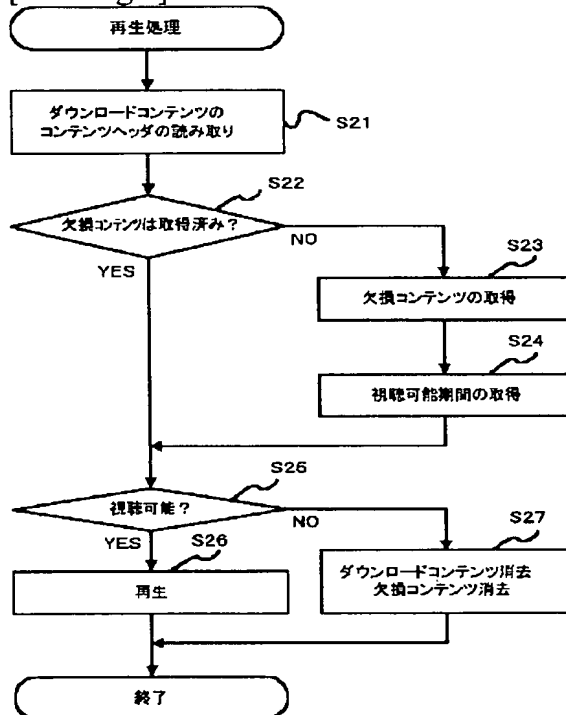 再生処理
ダウンロードコンテンツの
コンテンツヘッダの読み取り
S21
S22
欠損コンテンツは取得済み?
NO
YES
S23
欠損コンテンツの取得
S24
視聴可能期間の取得
S25
視聴可能?
NO
YES
S26
再生
S27
ダウンロードコンテンツ消去
欠損コンテンツ消去
終了